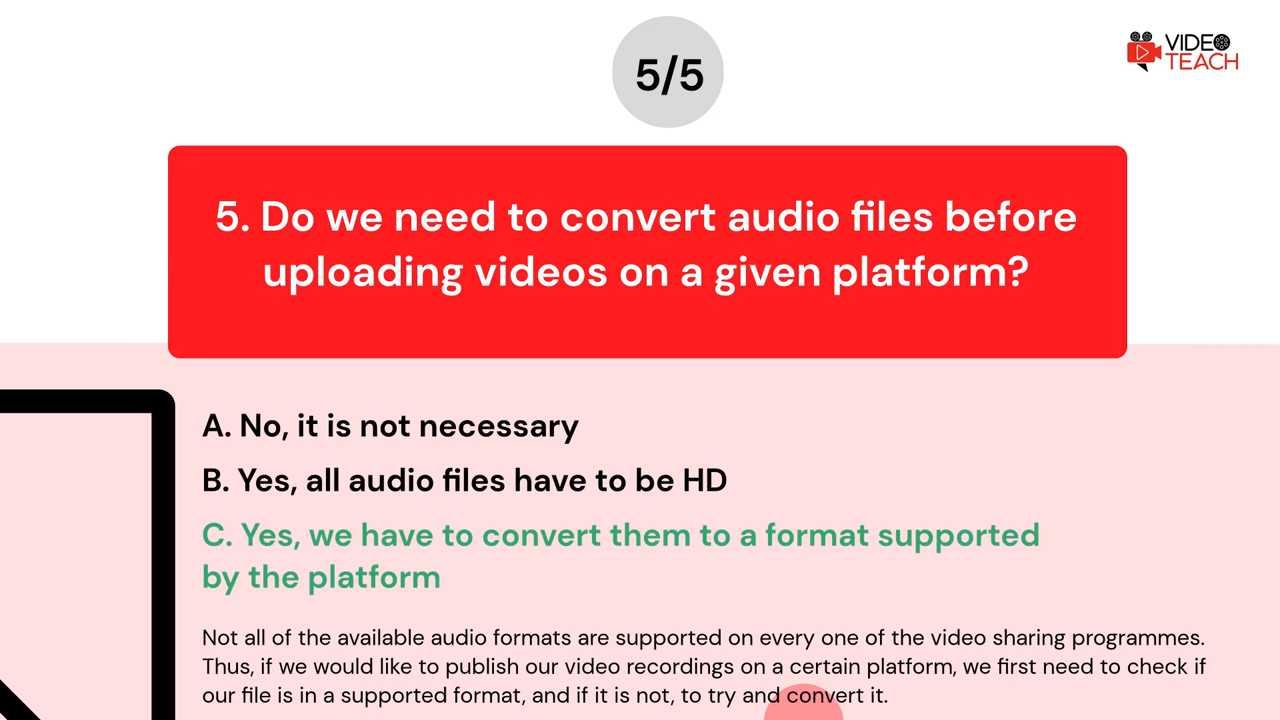 5/5
VIDEO
TEACH
5. Do we need to convert audio files before
uploading videos on a given platform?
A. No, it is not necessary
B. Yes, all audio files have to be HD
C. Yes, we have to convert them to a format supported
by the platform
Not all of the available audio formats are supported on every one of the video sharing programmes.
Thus, if we would like to publish our video recordings on a certain platform, we first need to check if
our file is in a supported format, and if it is not, to try and convert it.